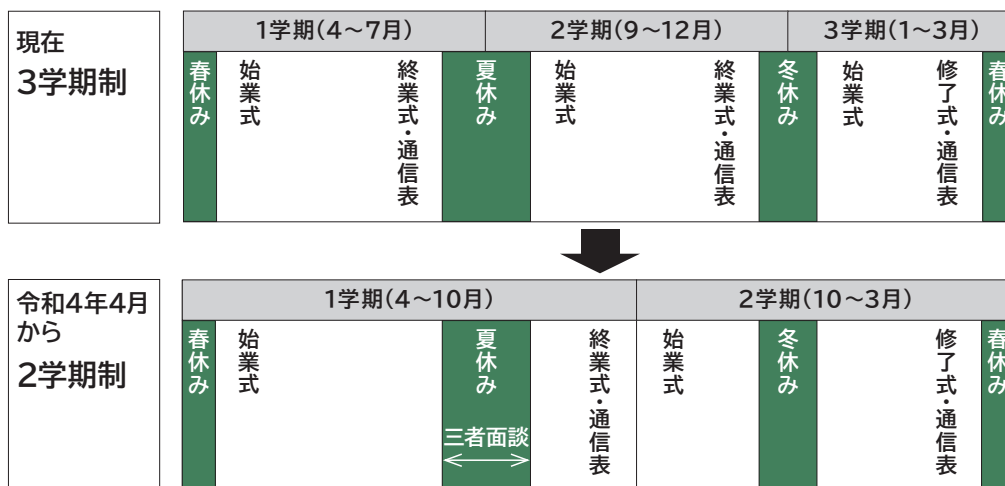 現在
3学期制
1学期(4〜7月)
2学期(9〜12月)
3学期(1〜3月)
春休み
始業式
終業式・通信表
夏休み
始業式
終業式・通信表
冬休み
始業式
修了式・通信表
春休み
令和4年4月
から
2学期制
1学期(4〜10月)
2学期(10〜3月)
春休み
始業式
夏休み
三者面談
終業式・通信表
始業式
冬休み
修了式・通信表
春休み